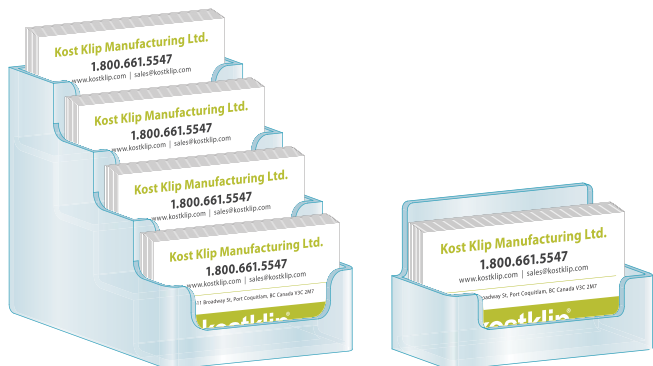 Kost Klip Manufacturing Ltd.
1.800.661.5547
www.kostklip.com | sales@kostklip.com
Kost Klip Manufacturing Ltd.
1.800.661.5547
www.kostklip.com | sales@kostklip.com
Kost Klip Manufacturing Ltd.
1.800.661.5547
www.kostklip.com | sales@kostklip.com
Kost Klip Manufacturing Ltd.
1.800.661.5547
www.kostklip.com | sales@kostklip.com
Broadway St, Port Coquitlam, BC Canada V3C 2M7
kostklip®
Kost Klip Manufacturing Ltd.
1.800.661.5547
www.kostklip.com | sales@kostklip.com
Broadway St, Port Coquitlam, BC Canada V3C 2M7
kostklip®